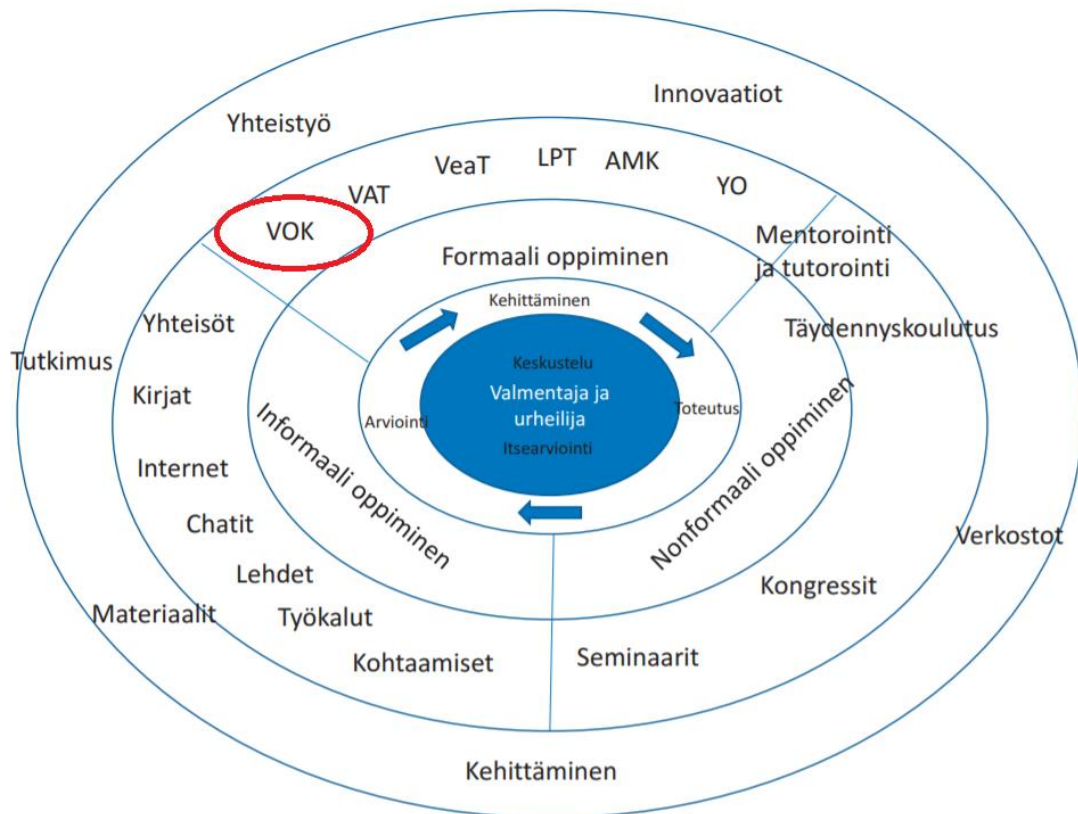 Innovaatiot
Yhteistyö
LPT
AMK
VeaT
YO
VAT
VOK
Mentorointi
ja tutorointi
Formaali oppiminen
Kehittäminen
Yhteisöt
Täydennyskoulutus
Tutkimus
Keskustelu
Valmentaja ja
urheilija
Kirjat
Arviointi
Toteutus
Itsearviointi
Informaali oppiminen
Nonformaali oppiminen
Internet
Chatit
Verkostot
Lehdet
Kongressit
Materiaalit
Työkalut
Kohtaamiset
Seminaarit
Kehittäminen